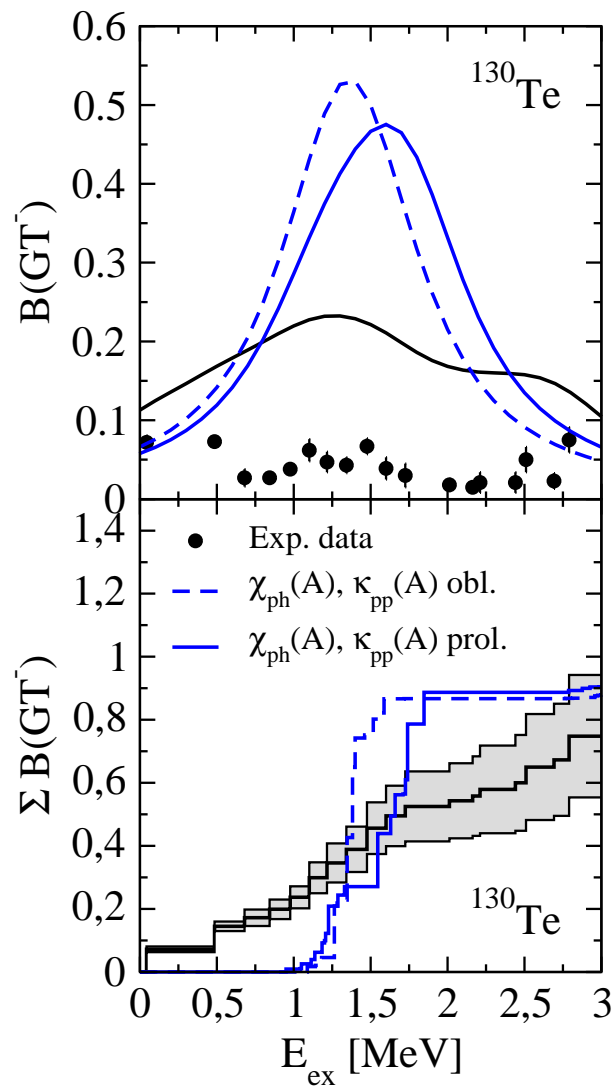 0.6
¹³⁰Te
0.5
0.4
B(GT⁻)
0.3
0.2
0.1
0
1,4
Exp. data
1,2
χph(A), κpp(A) obl.
1
χph(A), κpp(A) prol.
0,8
Σ B(GT⁻)
0,6
0,4
0,2
¹³⁰Te
0
0 0,5 1 1,5 2 2,5 3
Eex [MeV]